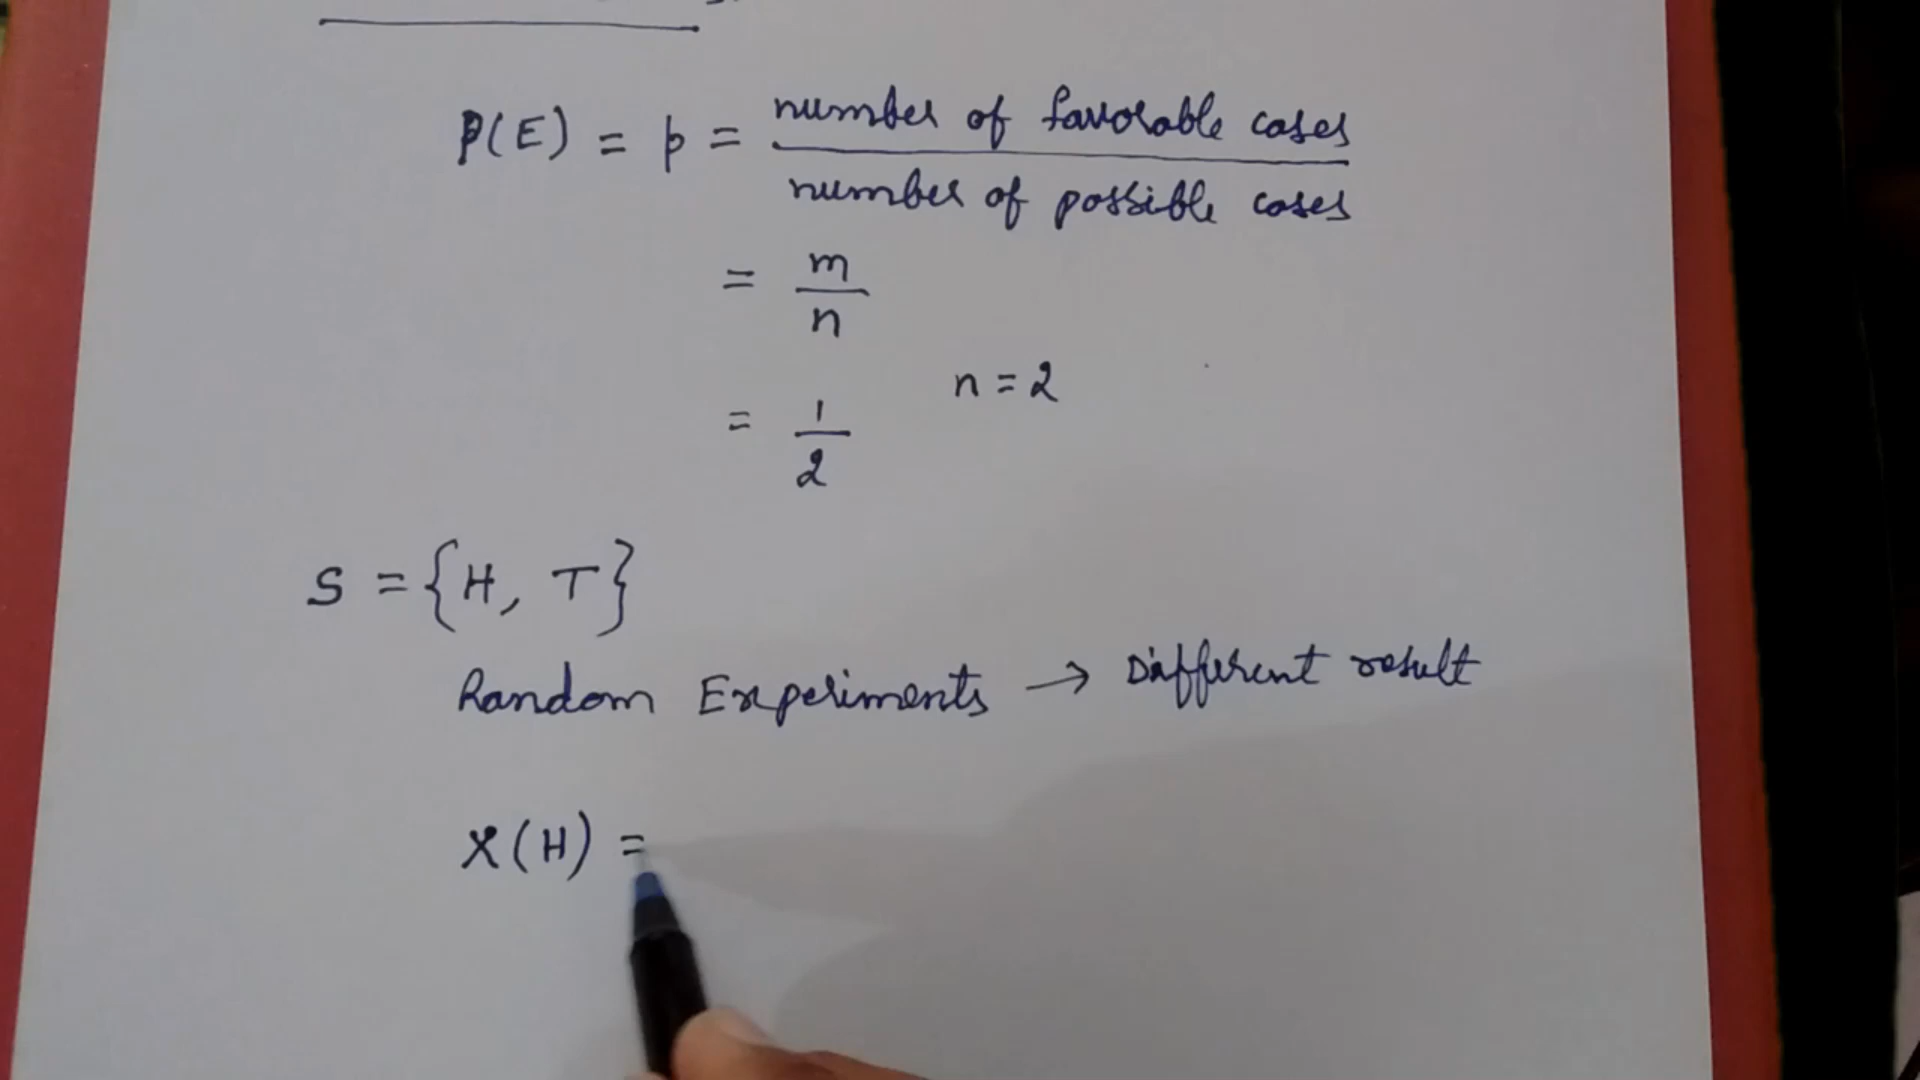 P(E) = p = number of favorable cases / number of possible cases
= m / n
n = 2
= 1 / 2
S = {H, T}
Random Experiments → Different result
X(H) =